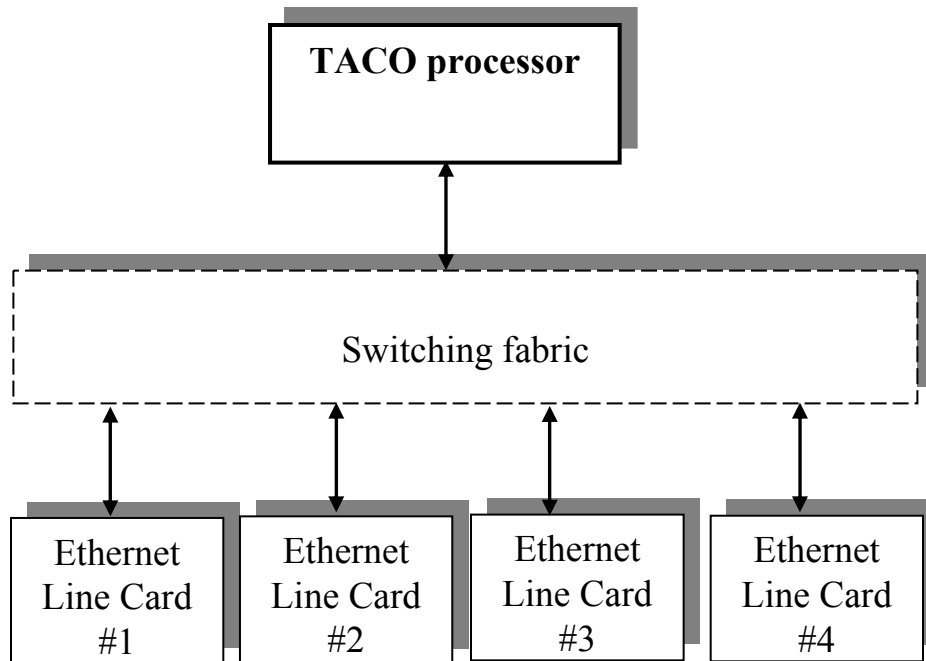 TACO processor
Switching fabric
Ethernet
Line Card
#1
Ethernet
Line Card
#2
Ethernet
Line Card
#3
Ethernet
Line Card
#4